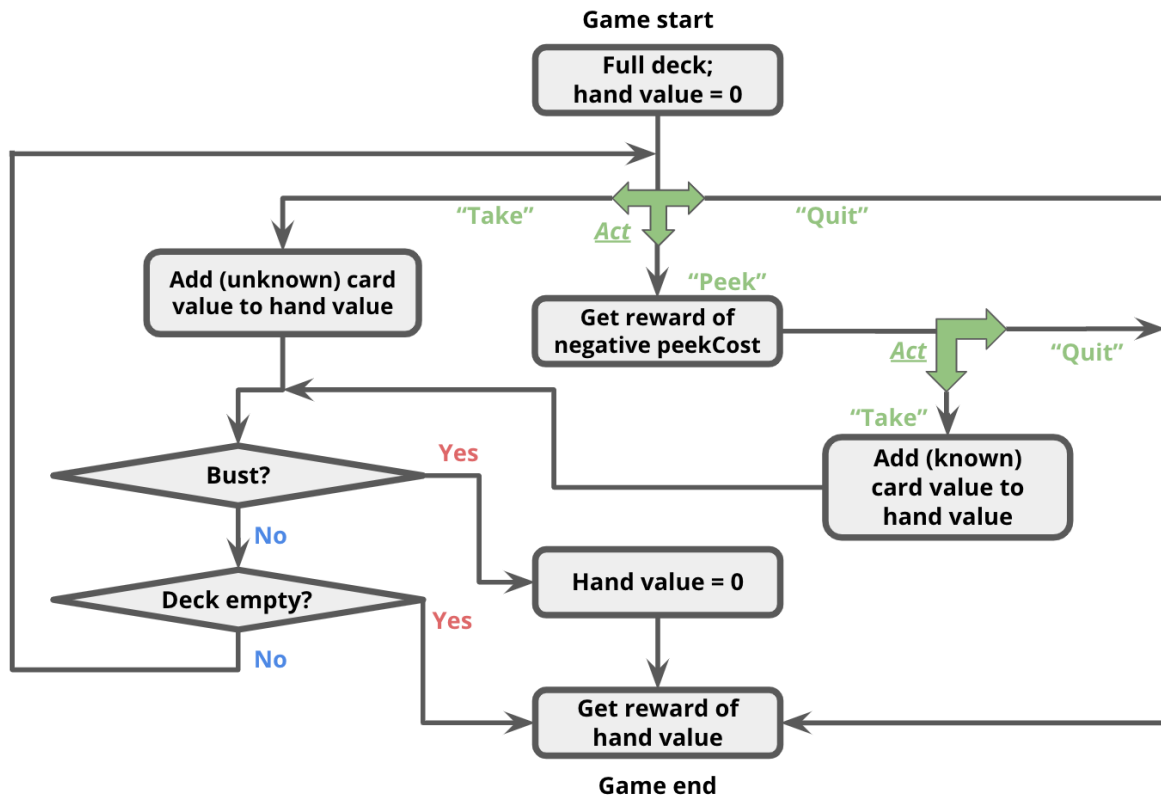 Game start
Full deck;
hand value = 0
“Take”
Act
“Quit”
Add (unknown) card
value to hand value
“Peek”
Get reward of
negative peekCost
Act
“Quit”
“Take”
Add (known)
card value to
hand value
Bust?
Yes
No
Hand value = 0
Deck empty?
Yes
No
Get reward of
hand value
Game end